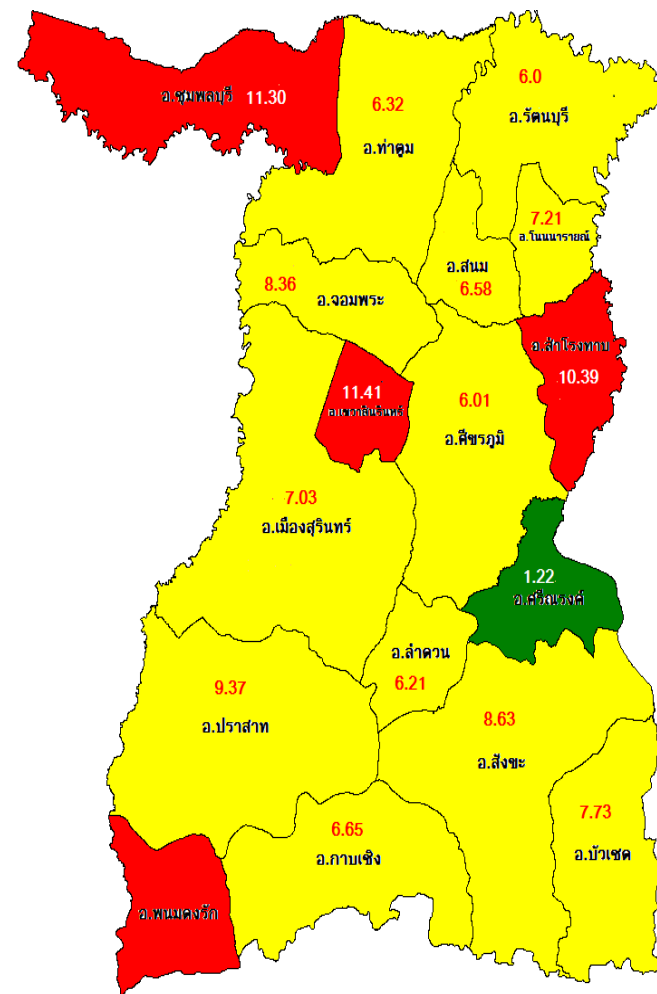 6.0
อ.ชุมพลบุรี 11.30
6.32
อ.รัตนบุรี
อ.ท่าตูม
7.21
อ.โนนนารายณ์
อ.สนม
6.58
8.36
อ.จอมพระ
อ.สำโรงทาบ
10.39
11.41
อ.เขวาสินรินทร์
6.01
อ.ศีขรภูมิ
7.03
อ.เมืองสุรินทร์
1.22
อ.ศรีณรงค์
อ.ลำดวน
6.21
9.37
อ.ปราสาท
8.63
อ.สังขะ
7.73
อ.บัวเชด
6.65
อ.กาบเชิง
อ.พนมดงรัก